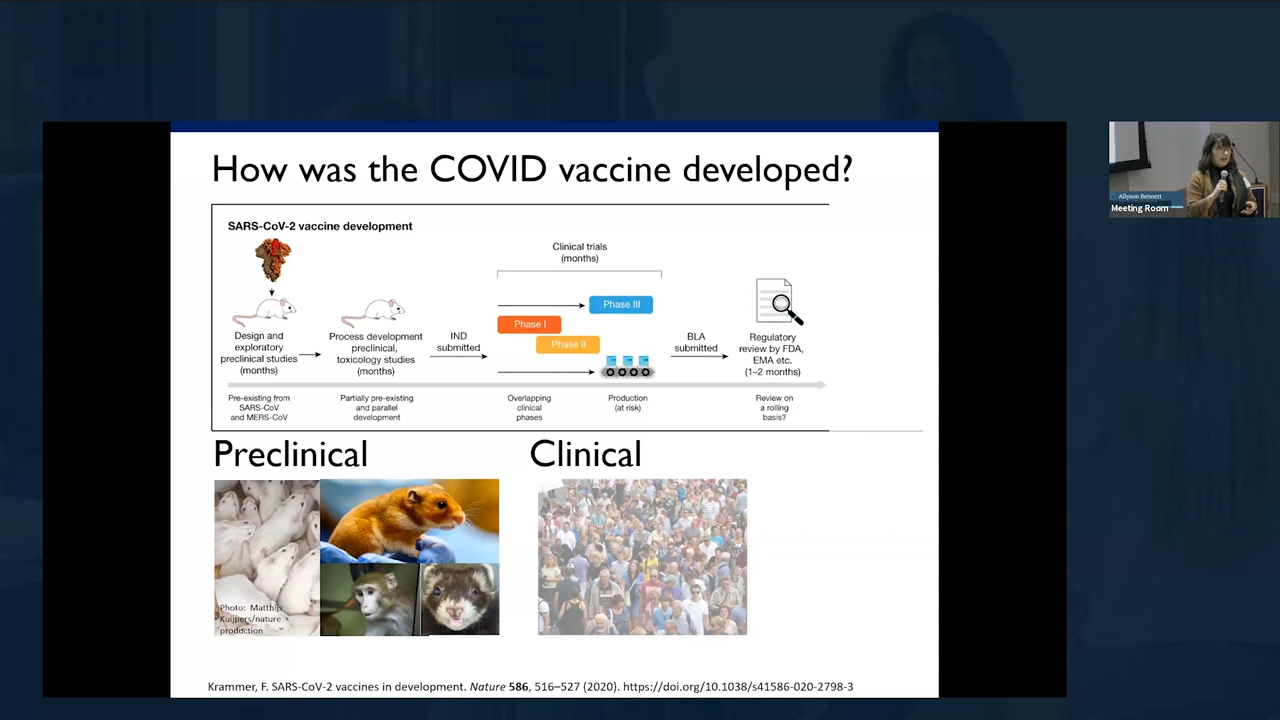 How was the COVID vaccine developed?
SARS-CoV-2 vaccine development
Clinical trials
(months)
Phase III
Phase I
Phase II
Design and
exploratory
preclinical studies
(months)
Process development
preclinical,
toxicology studies
(months)
IND
submitted
BLA
submitted
Regulatory
review by FDA,
EMA etc.
(1–2 months)
Pre-existing from
SARS-CoV
and MERS-CoV
Partially pre-existing
and parallel
development
Overlapping
clinical
phases
Production
(at risk)
Review on
a rolling
basis?
Preclinical
Clinical
Photo: Matthijs
Kuijpers/nature
production
Krammer, F. SARS-CoV-2 vaccines in development. Nature 586, 516–527 (2020). https://doi.org/10.1038/s41586-020-2798-3
Allyson Bennett
Meeting Room